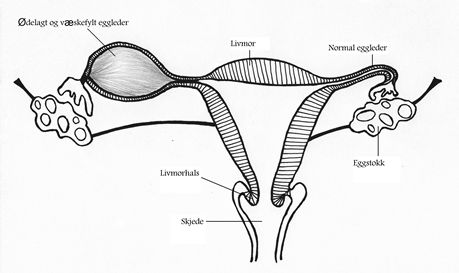 Ødelagt og væskefylt eggleder
Livmor
Normal eggleder
Eggstokk
Livmorhals
Skjede